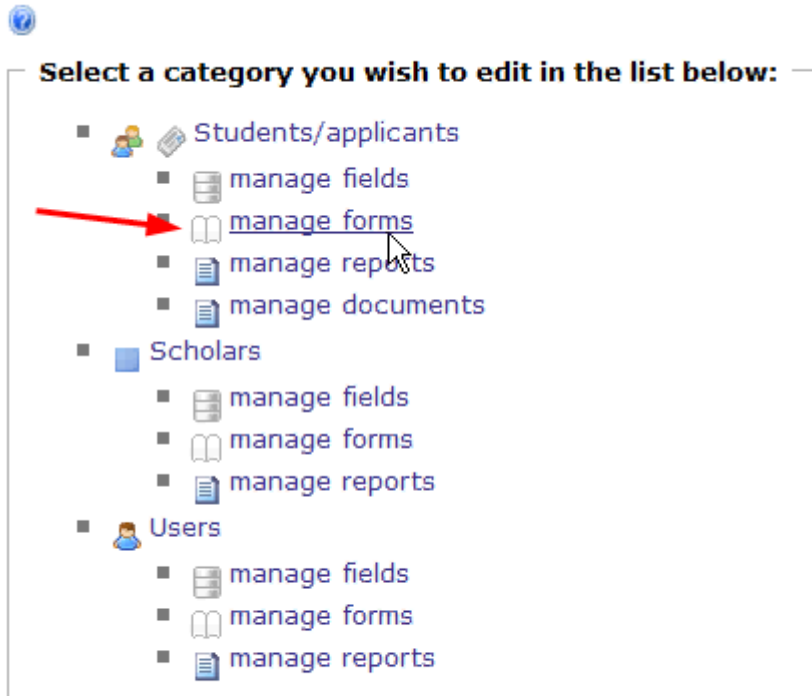 Select a category you wish to edit in the list below:
Students/applicants
manage fields
manage forms
manage reports
manage documents
Scholars
manage fields
manage forms
manage reports
Users
manage fields
manage forms
manage reports